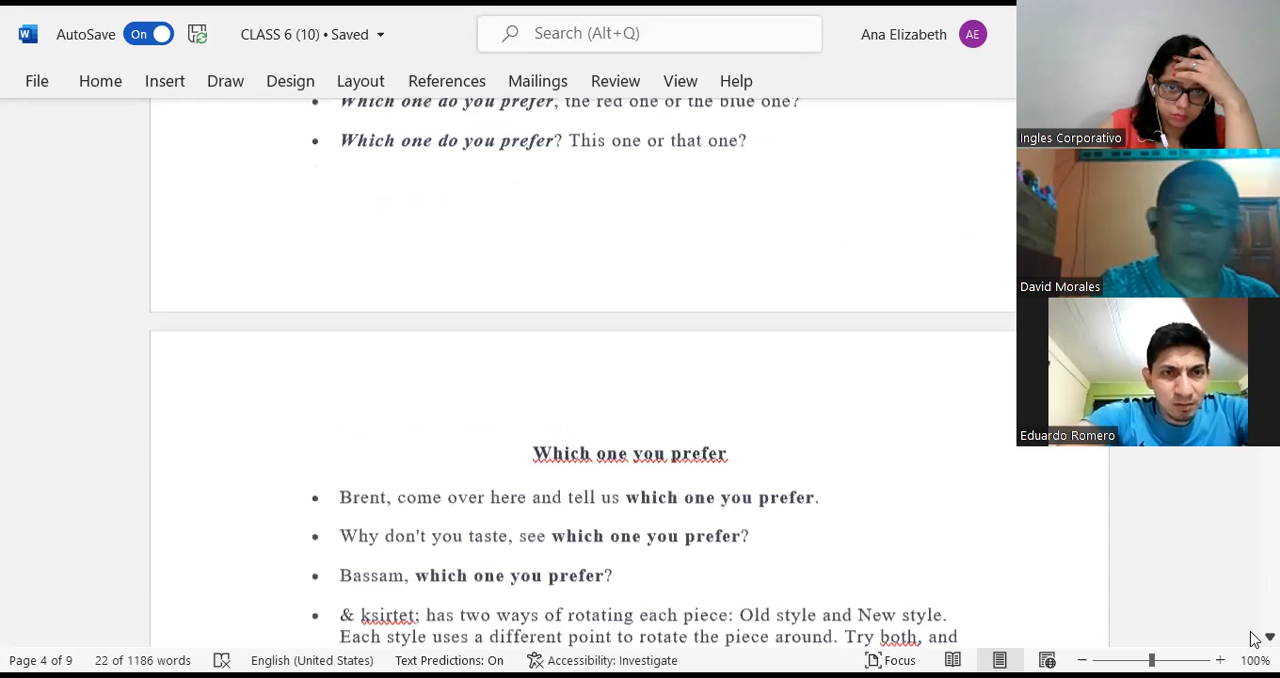 AutoSave On CLASS 6 (10) • Saved Search (Alt+Q) Ana Elizabeth AE
File Home Insert Draw Design Layout References Mailings Review View Help
• Which one do you prefer, the red one or the blue one?
• Which one do you prefer? This one or that one?
Ingles Corporativo
David Morales
Eduardo Romero
Which one you prefer
• Brent, come over here and tell us which one you prefer.
• Why don't you taste, see which one you prefer?
• Bassam, which one you prefer?
• & ksirtet; has two ways of rotating each piece: Old style and New style.
Each style uses a different point to rotate the piece around. Try both, and
Page 4 of 9 22 of 1186 words English (United States) Text Predictions: On Accessibility: Investigate Focus 100%